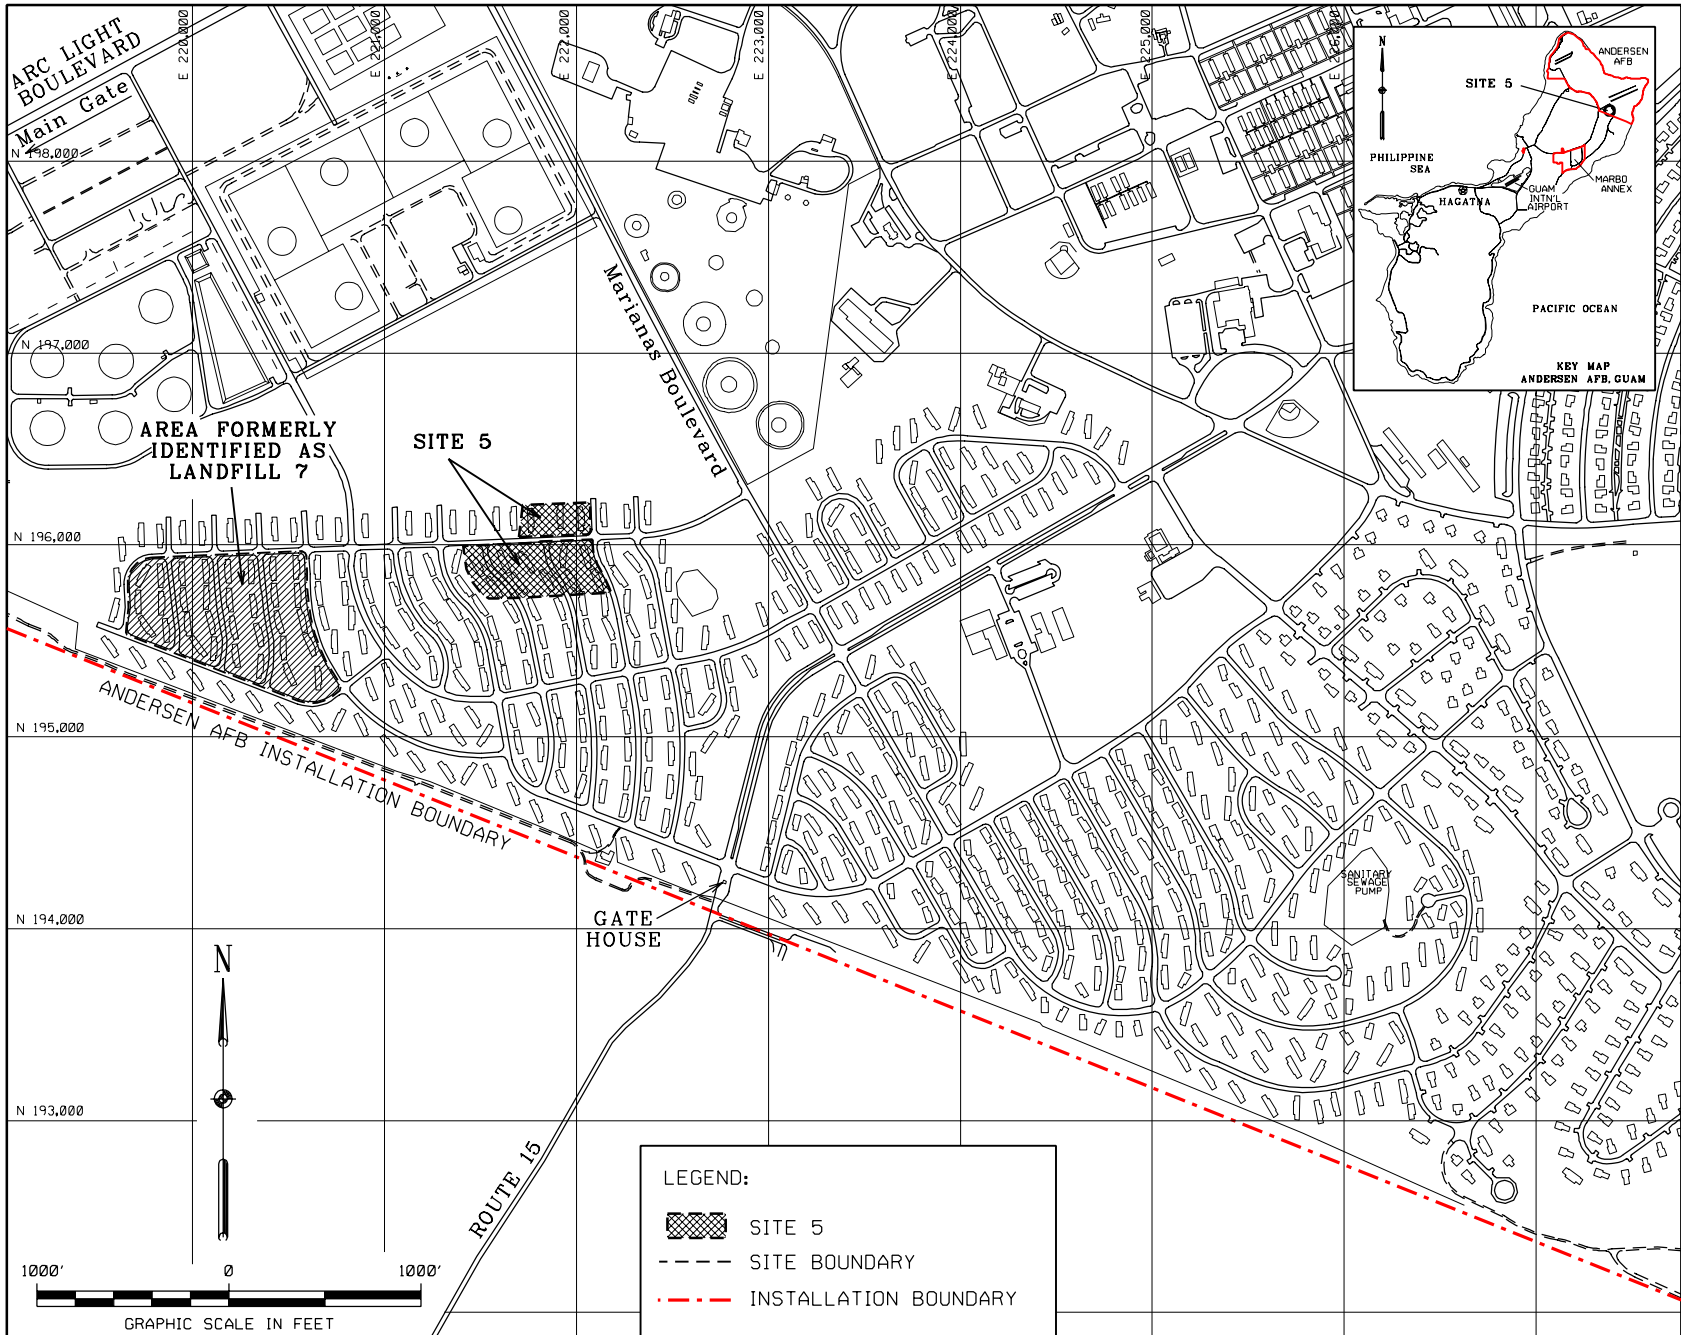 ARC LIGHT
BOULEVARD
Main Gate
E 220,000
E 221,000
E 222,000
E 223,000
E 224,000
E 225,000
E 226,000
N 198,000
N 197,000
N 196,000
N 195,000
N 194,000
N 193,000
N
ANDERSEN
AFB
SITE 5
PHILIPPINE
SEA
MARBO
ANNEX
GUAM
INTN'L
AIRPORT
HAGATNA
PACIFIC OCEAN
KEY MAP
ANDERSEN AFB, GUAM
Marianas Boulevard
AREA FORMERLY
IDENTIFIED AS
LANDFILL 7
SITE 5
ANDERSEN AFB INSTALLATION BOUNDARY
SANITARY
SEWAGE
PUMP
GATE
HOUSE
N
ROUTE 15
LEGEND:
SITE 5
SITE BOUNDARY
INSTALLATION BOUNDARY
1000' 0 1000'
GRAPHIC SCALE IN FEET